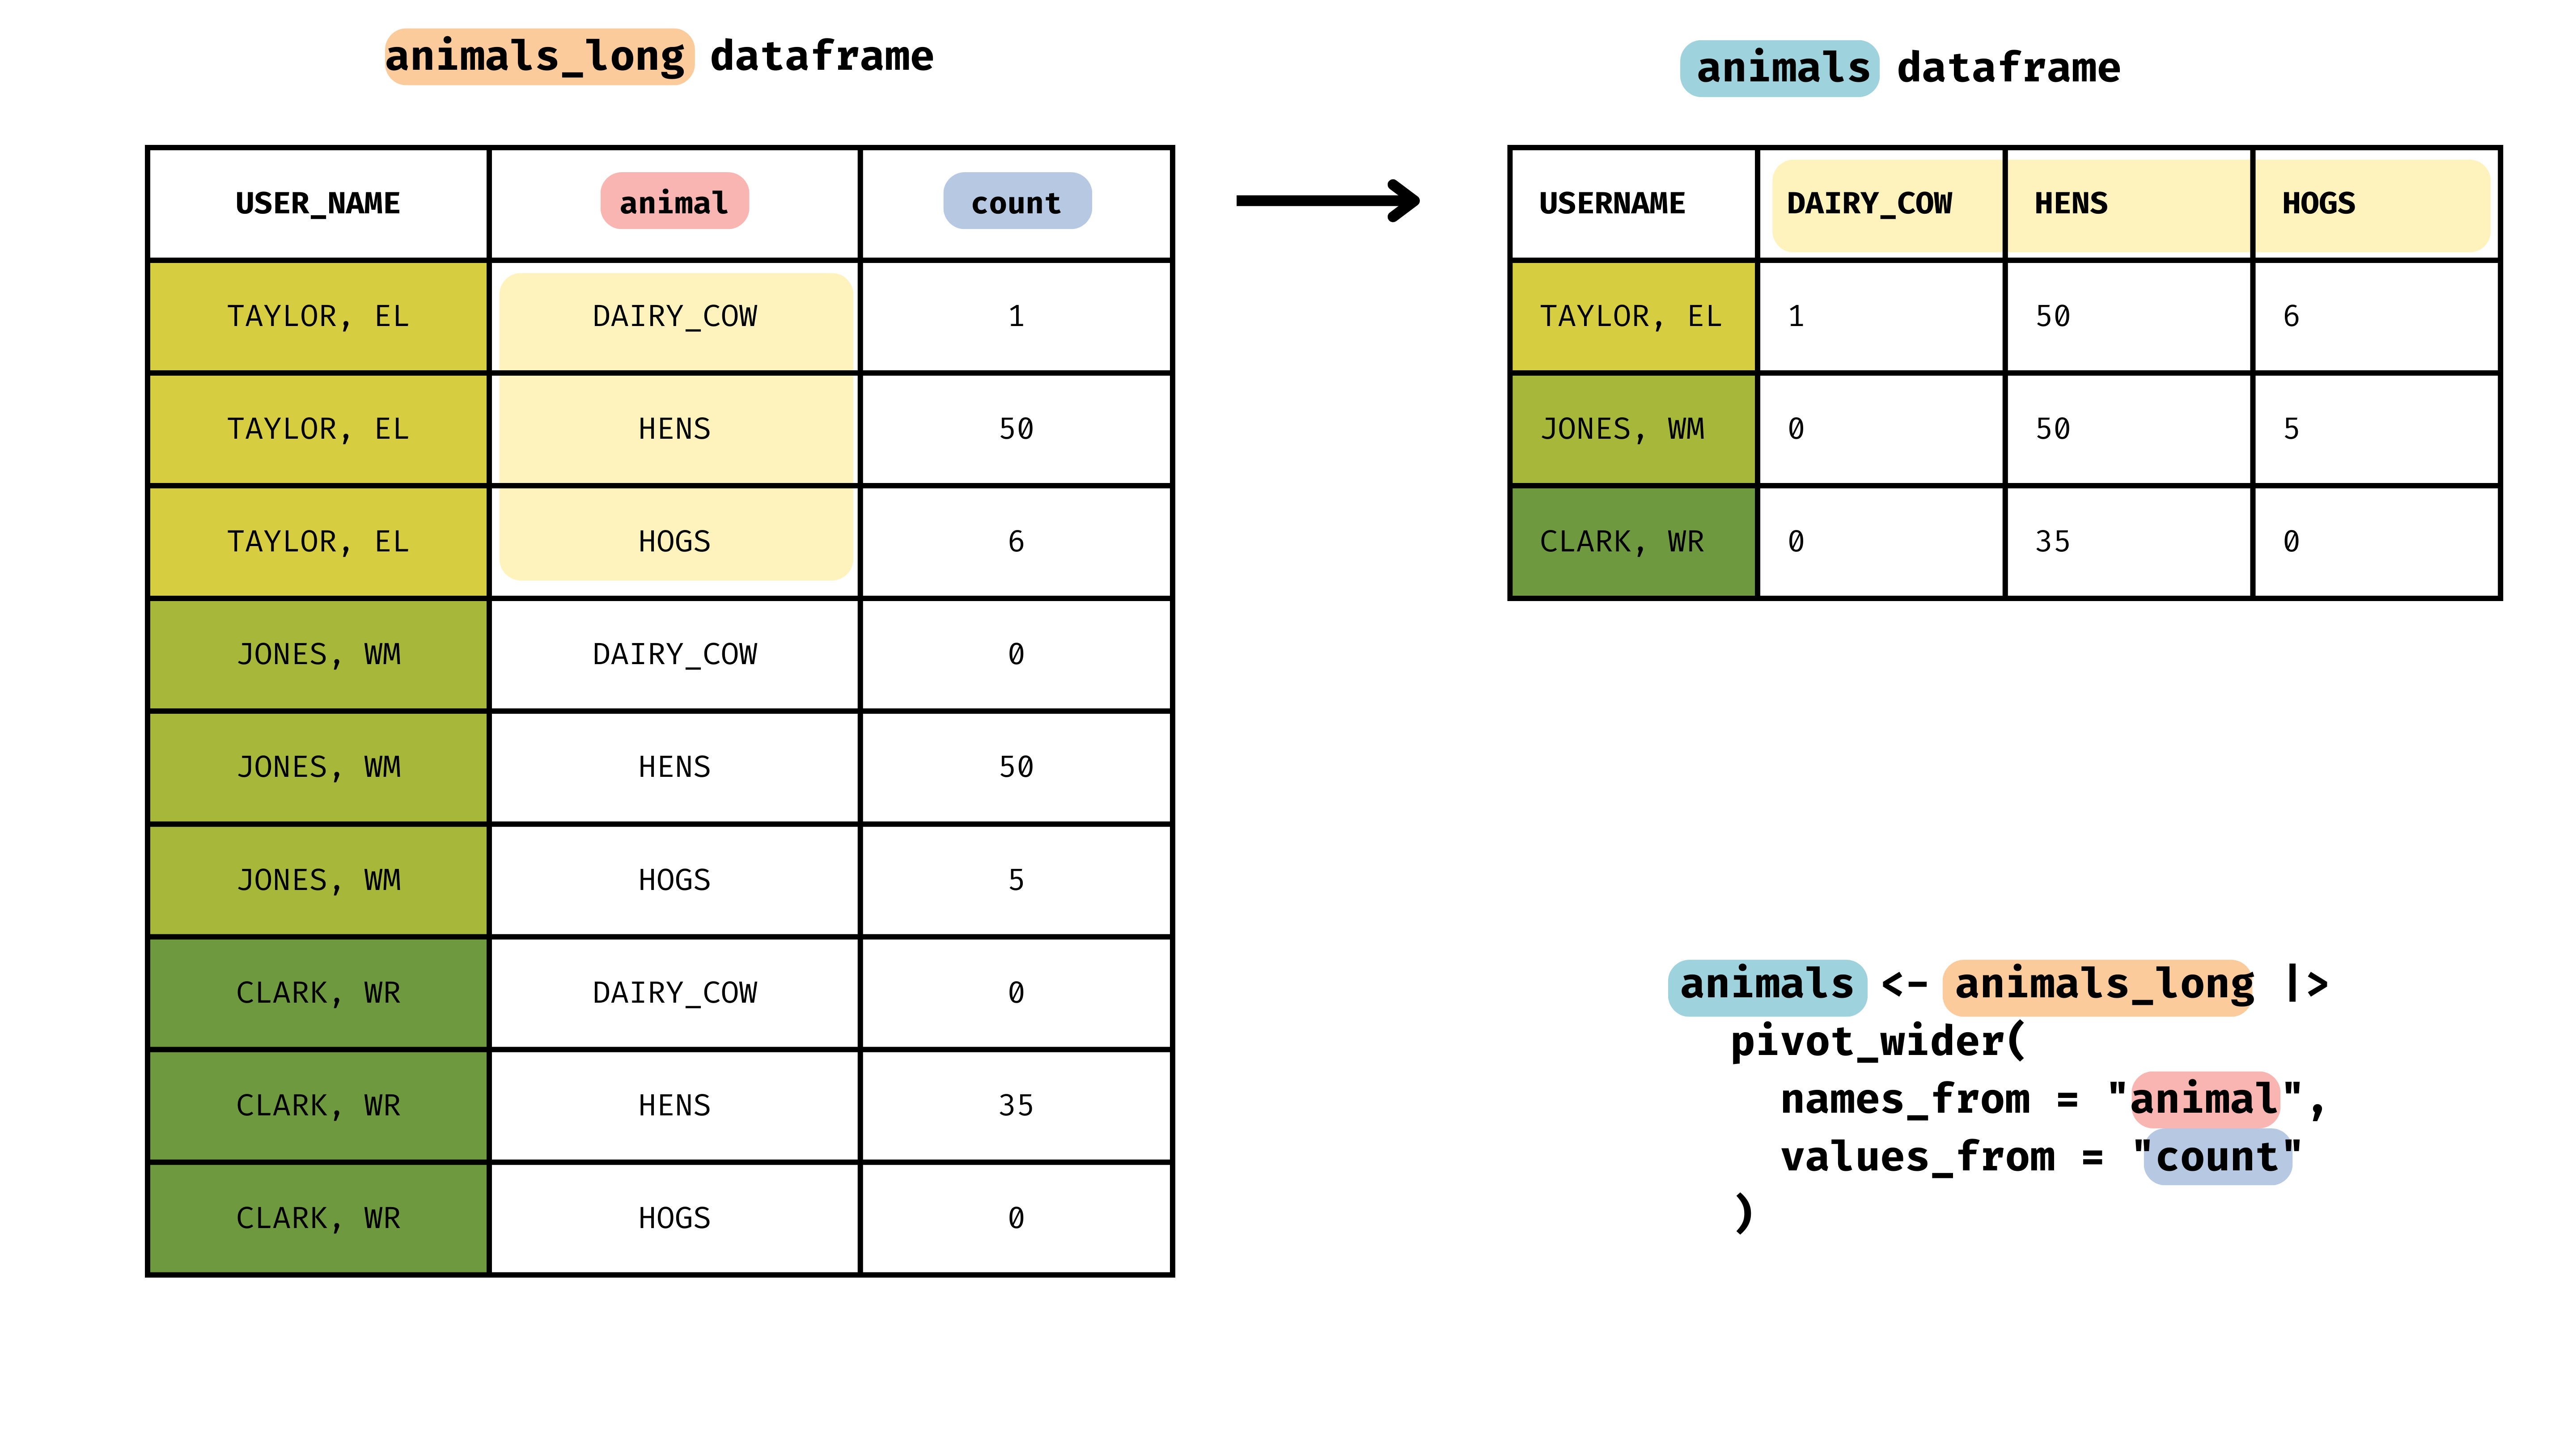 animals_long dataframe
USER_NAME animal count
TAYLOR, EL DAIRY_COW 1
TAYLOR, EL HENS 50
TAYLOR, EL HOGS 6
JONES, WM DAIRY_COW 0
JONES, WM HENS 50
JONES, WM HOGS 5
CLARK, WR DAIRY_COW 0
CLARK, WR HENS 35
CLARK, WR HOGS 0
animals dataframe
USERNAME DAIRY_COW HENS HOGS
TAYLOR, EL 1 50 6
JONES, WM 0 50 5
CLARK, WR 0 35 0
animals <- animals_long |>
pivot_wider(
names_from = "animal",
values_from = "count"
)